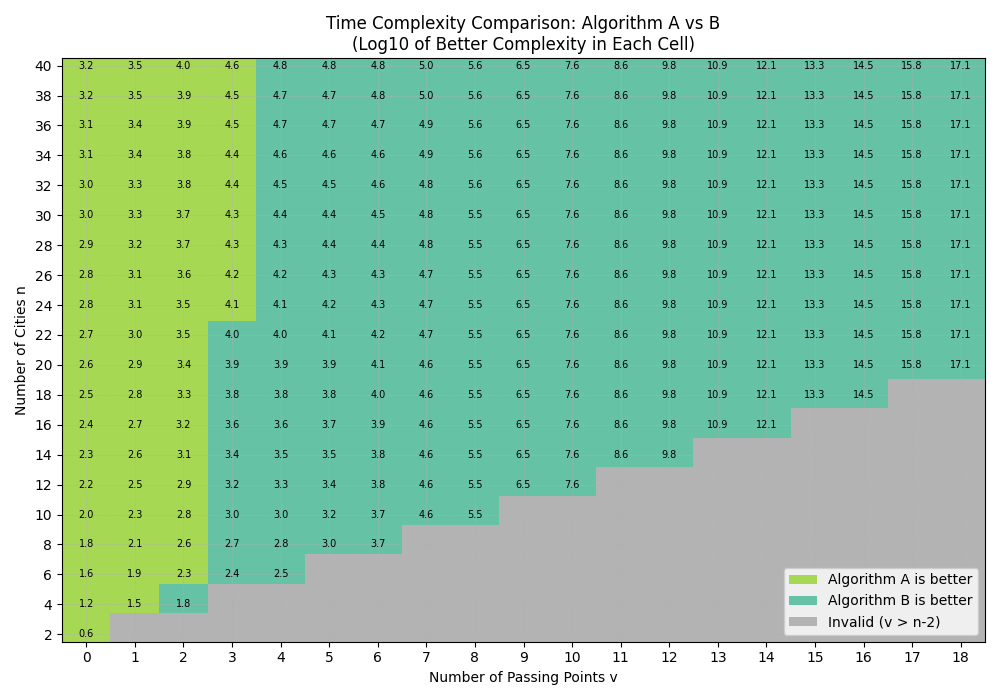 Time Complexity Comparison: Algorithm A vs B
(Log10 of Better Complexity in Each Cell)
Number of Cities n
40 3.2 3.5 4.0 4.6 4.8 4.8 4.8 5.0 5.6 6.5 7.6 8.6 9.8 10.9 12.1 13.3 14.5 15.8 17.1
38 3.2 3.5 3.9 4.5 4.7 4.7 4.8 5.0 5.6 6.5 7.6 8.6 9.8 10.9 12.1 13.3 14.5 15.8 17.1
36 3.1 3.4 3.9 4.5 4.7 4.7 4.7 4.9 5.6 6.5 7.6 8.6 9.8 10.9 12.1 13.3 14.5 15.8 17.1
34 3.1 3.4 3.8 4.4 4.6 4.6 4.6 4.9 5.6 6.5 7.6 8.6 9.8 10.9 12.1 13.3 14.5 15.8 17.1
32 3.0 3.3 3.8 4.4 4.5 4.5 4.6 4.8 5.6 6.5 7.6 8.6 9.8 10.9 12.1 13.3 14.5 15.8 17.1
30 3.0 3.3 3.7 4.3 4.4 4.4 4.5 4.8 5.5 6.5 7.6 8.6 9.8 10.9 12.1 13.3 14.5 15.8 17.1
28 2.9 3.2 3.7 4.3 4.3 4.4 4.4 4.8 5.5 6.5 7.6 8.6 9.8 10.9 12.1 13.3 14.5 15.8 17.1
26 2.8 3.1 3.6 4.2 4.2 4.3 4.3 4.7 5.5 6.5 7.6 8.6 9.8 10.9 12.1 13.3 14.5 15.8 17.1
24 2.8 3.1 3.5 4.1 4.1 4.2 4.3 4.7 5.5 6.5 7.6 8.6 9.8 10.9 12.1 13.3 14.5 15.8 17.1
22 2.7 3.0 3.5 4.0 4.0 4.1 4.2 4.7 5.5 6.5 7.6 8.6 9.8 10.9 12.1 13.3 14.5 15.8 17.1
20 2.6 2.9 3.4 3.9 3.9 3.9 4.1 4.6 5.5 6.5 7.6 8.6 9.8 10.9 12.1 13.3 14.5 15.8 17.1
18 2.5 2.8 3.3 3.8 3.8 3.8 4.0 4.6 5.5 6.5 7.6 8.6 9.8 10.9 12.1 13.3 14.5
16 2.4 2.7 3.2 3.6 3.6 3.7 3.9 4.6 5.5 6.5 7.6 8.6 9.8 10.9 12.1
14 2.3 2.6 3.1 3.4 3.5 3.5 3.8 4.6 5.5 6.5 7.6 8.6 9.8
12 2.2 2.5 2.9 3.2 3.3 3.4 3.8 4.6 5.5 6.5 7.6
10 2.0 2.3 2.8 3.0 3.0 3.2 3.7 4.6 5.5
8 1.8 2.1 2.6 2.7 2.8 3.0 3.7
6 1.6 1.9 2.3 2.4 2.5
4 1.2 1.5 1.8
2 0.6
Algorithm A is better
Algorithm B is better
Invalid (v > n-2)
0 1 2 3 4 5 6 7 8 9 10 11 12 13 14 15 16 17 18
Number of Passing Points v